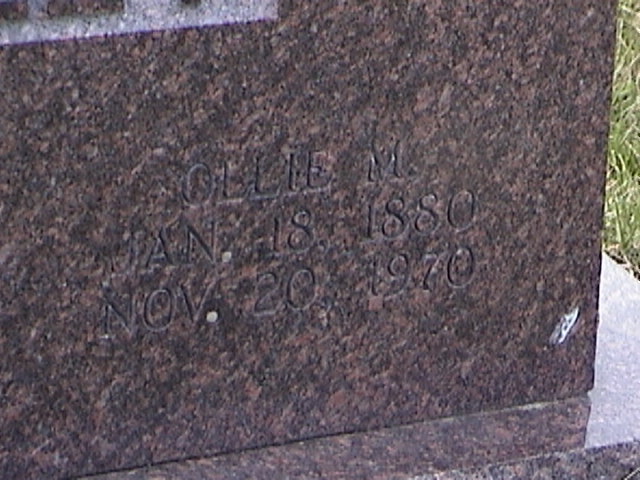 OLLIE M.
JAN. 18, 1880
NOV. 20, 1970